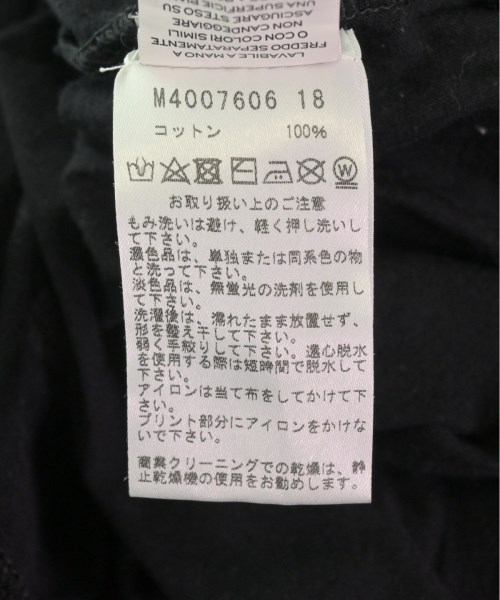 UNA SUPERFICIE
ASCIUGARE STESO SU
NON CANDEGGIARE
O CON COLORI SIMILI
FREDDO SEPARATAMENTE
LAVABILE A MANO A
M4007606 18
コットン 100%
お取り扱い上のご注意
もみ洗いは避け、軽く押し洗いし
て下さい。
濃色品は、単独または同系色の物
と洗って下さい。
淡色品は、無蛍光の洗剤を使用し
て下さい。
洗濯後は、濡れたまま放置せず、
形を整え干して下さい。
弱く手絞りして下さい。遠心脱水
を使用する際は短時間で脱水して
下さい。
アイロンは当て布をしてかけて下
さい。
プリント部分にアイロンをかけな
いで下さい。
商業クリーニングでの乾燥は、静
止乾燥機の使用をお勧めします。